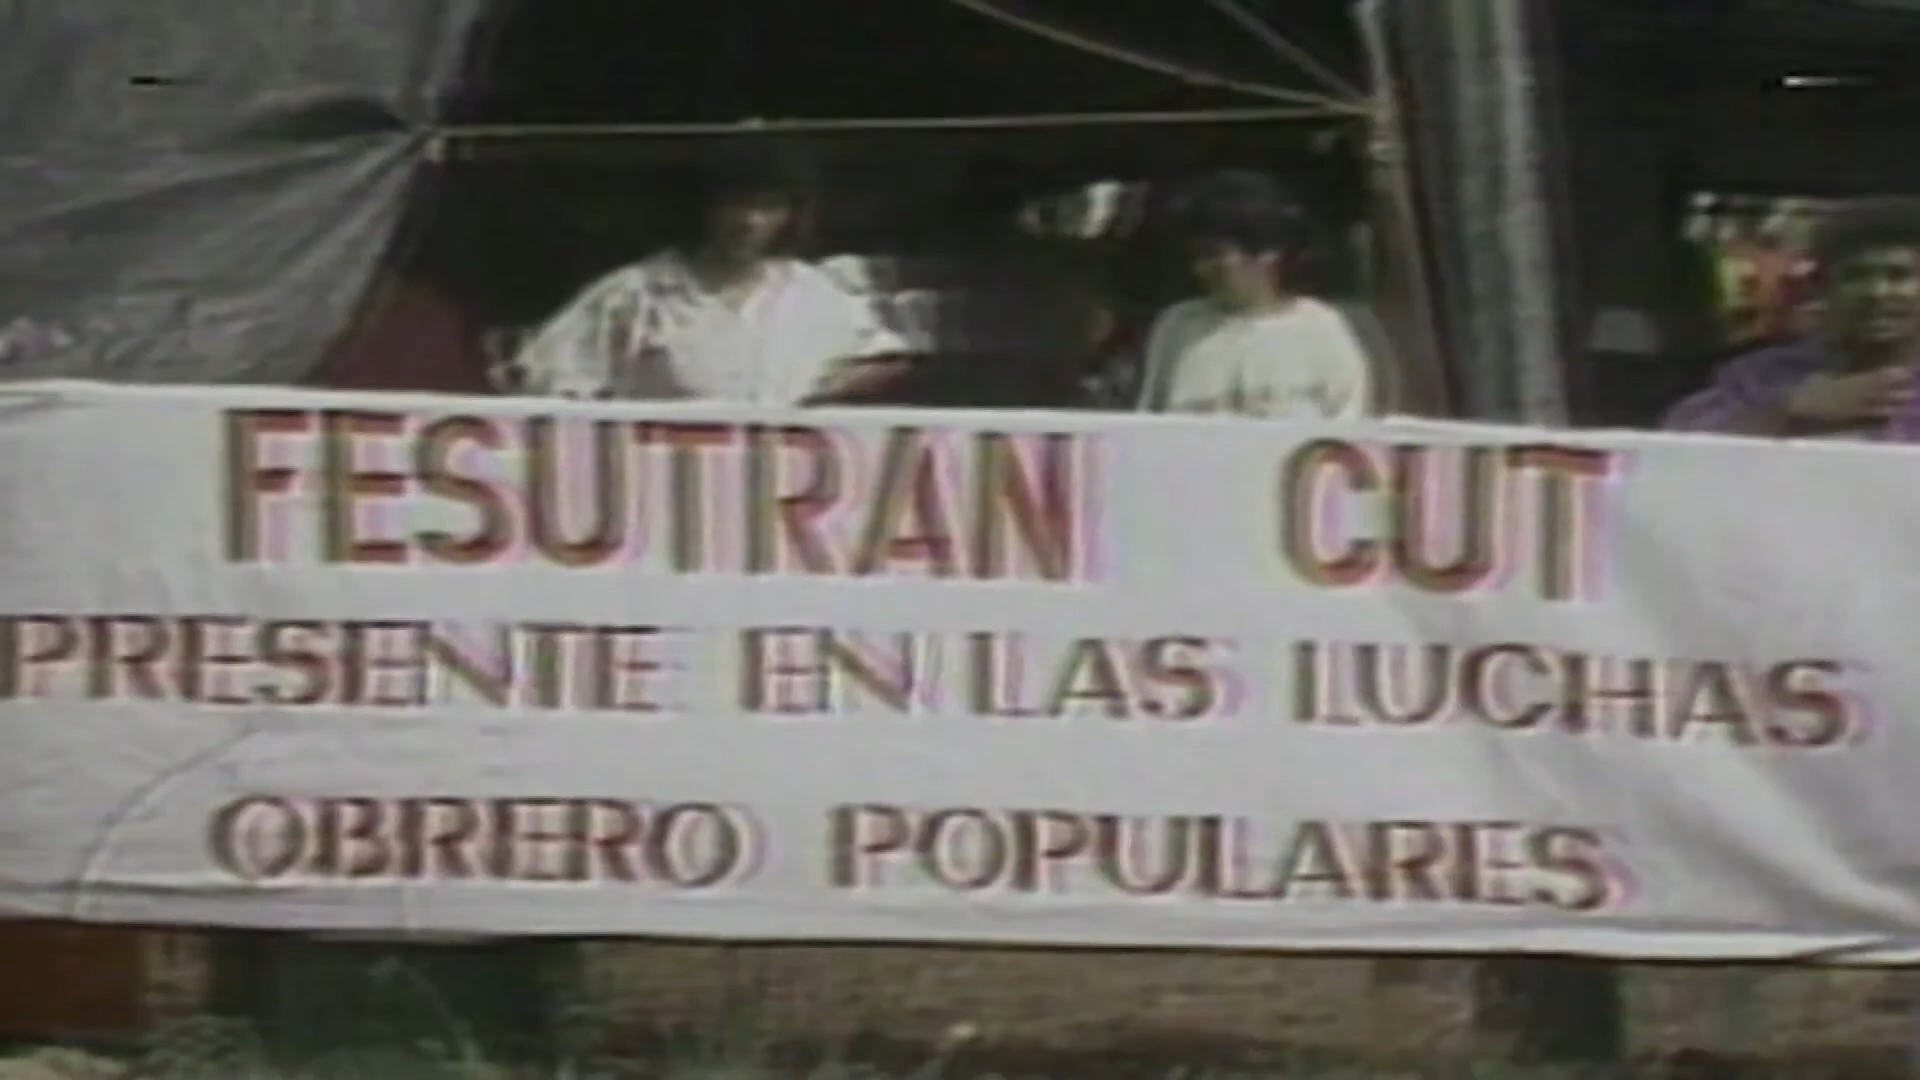 FESUTRAN CUT
PRESENTE EN LAS LUCHAS
OBRERO POPULARES